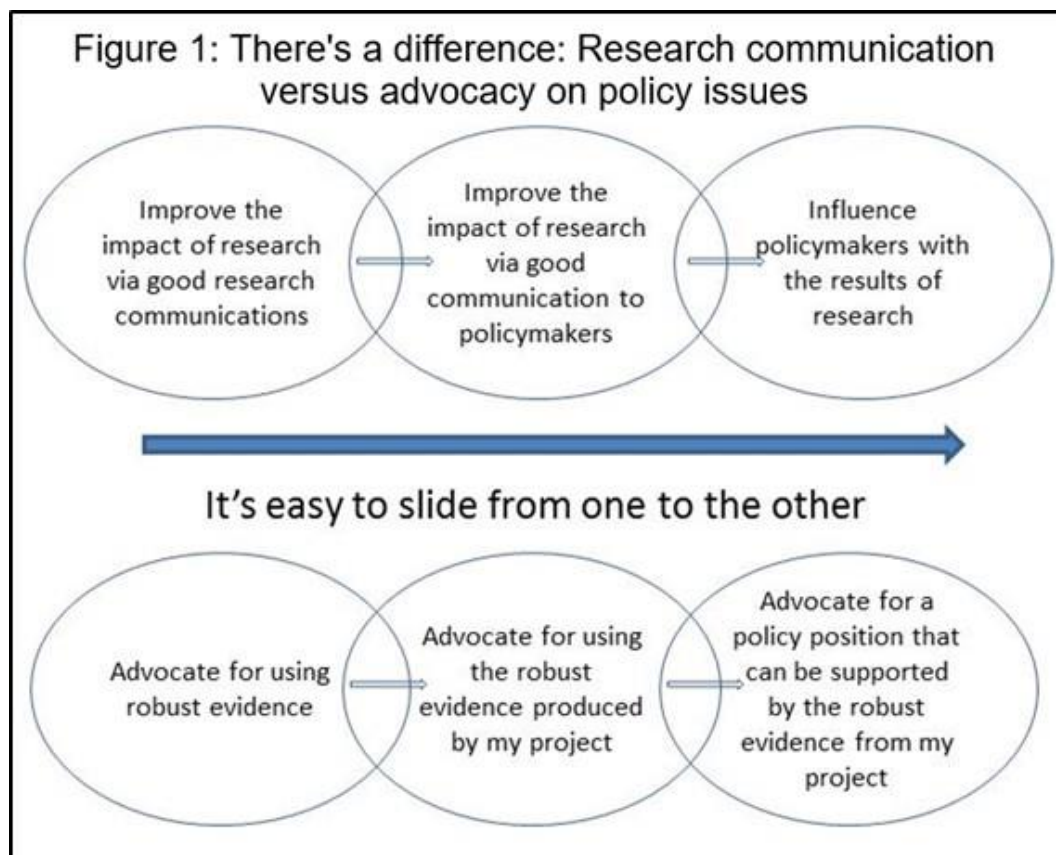 Figure 1: There's a difference: Research communication
versus advocacy on policy issues
Improve the
impact of research
via good research
communications
Improve the
impact of research
via good
communication to
policymakers
Influence
policymakers with
the results of
research
It's easy to slide from one to the other
Advocate for using
robust evidence
Advocate for using
the robust
evidence produced
by my project
Advocate for a
policy position that
can be supported
by the robust
evidence from my
project